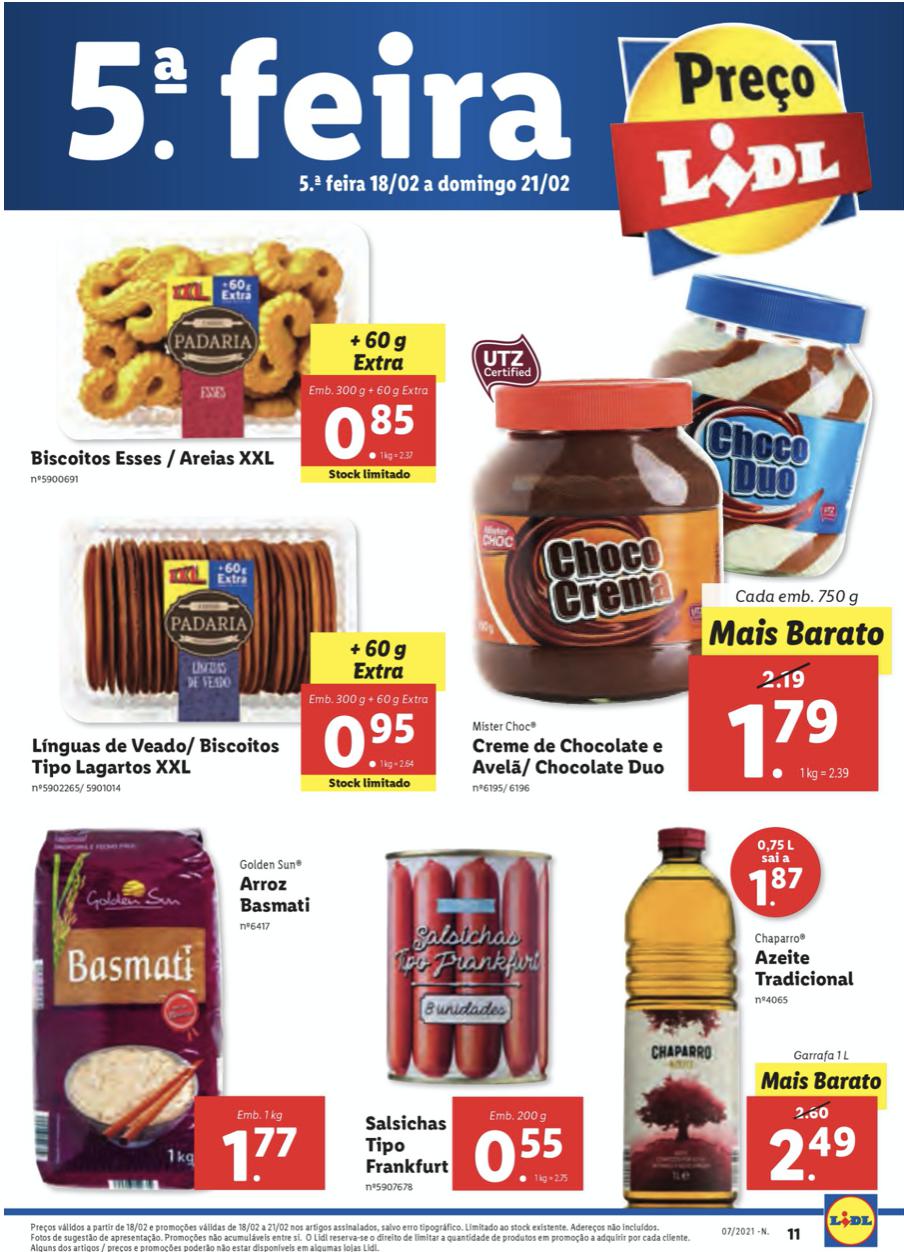 5.ª feira
5.ª feira 18/02 a domingo 21/02
Preço
LiDL
XXL
+60g
Extra
PADARIA
ESSES
+ 60 g
Extra
Emb. 300 g + 60 g Extra
0.85
1kg = 2.37
Stock limitado
Biscoitos Esses / Areias XXL
nº5900691
UTZ
Certified
Choco
Duo
UTZ
Mister
CHOC
Choco
Crema
XXL
+60g
Extra
PADARIA
LÍNGUAS
DE VEADO
+ 60 g
Extra
Emb. 300 g + 60 g Extra
0.95
1kg = 2.64
Stock limitado
Línguas de Veado/ Biscoitos
Tipo Lagartos XXL
nº5902265/ 5901014
Cada emb. 750 g
Mais Barato
2.19
1.79
1 kg = 2.39
Mister Choc®
Creme de Chocolate e
Avelã/ Chocolate Duo
nº6195/ 6196
Golden Sun
Basmati
1kg
Golden Sun®
Arroz
Basmati
nº6417
Emb. 1 kg
1.77
Salsichas
Tipo Frankfurt
8 unidades
Salsichas
Tipo
Frankfurt
nº5907678
Emb. 200 g
0.55
1 kg = 2.75
CHAPARRO
1L
0,75 L
sai a
1.87
Chaparro®
Azeite
Tradicional
nº4065
Garrafa 1 L
Mais Barato
2.60
2.49
Preços válidos a partir de 18/02 e promoções válidas de 18/02 a 21/02 nos artigos assinalados, salvo erro tipográfico. Limitado ao stock existente. Adereços não incluídos.
Fotos de sugestão de apresentação. Promoções não acumuláveis entre si. O Lidl reserva-se o direito de limitar a quantidade de produtos em promoção a adquirir por cada cliente.
Alguns dos artigos / preços e promoções poderão não estar disponíveis em algumas lojas Lidl.
07/2021 - N.
11
LiDL